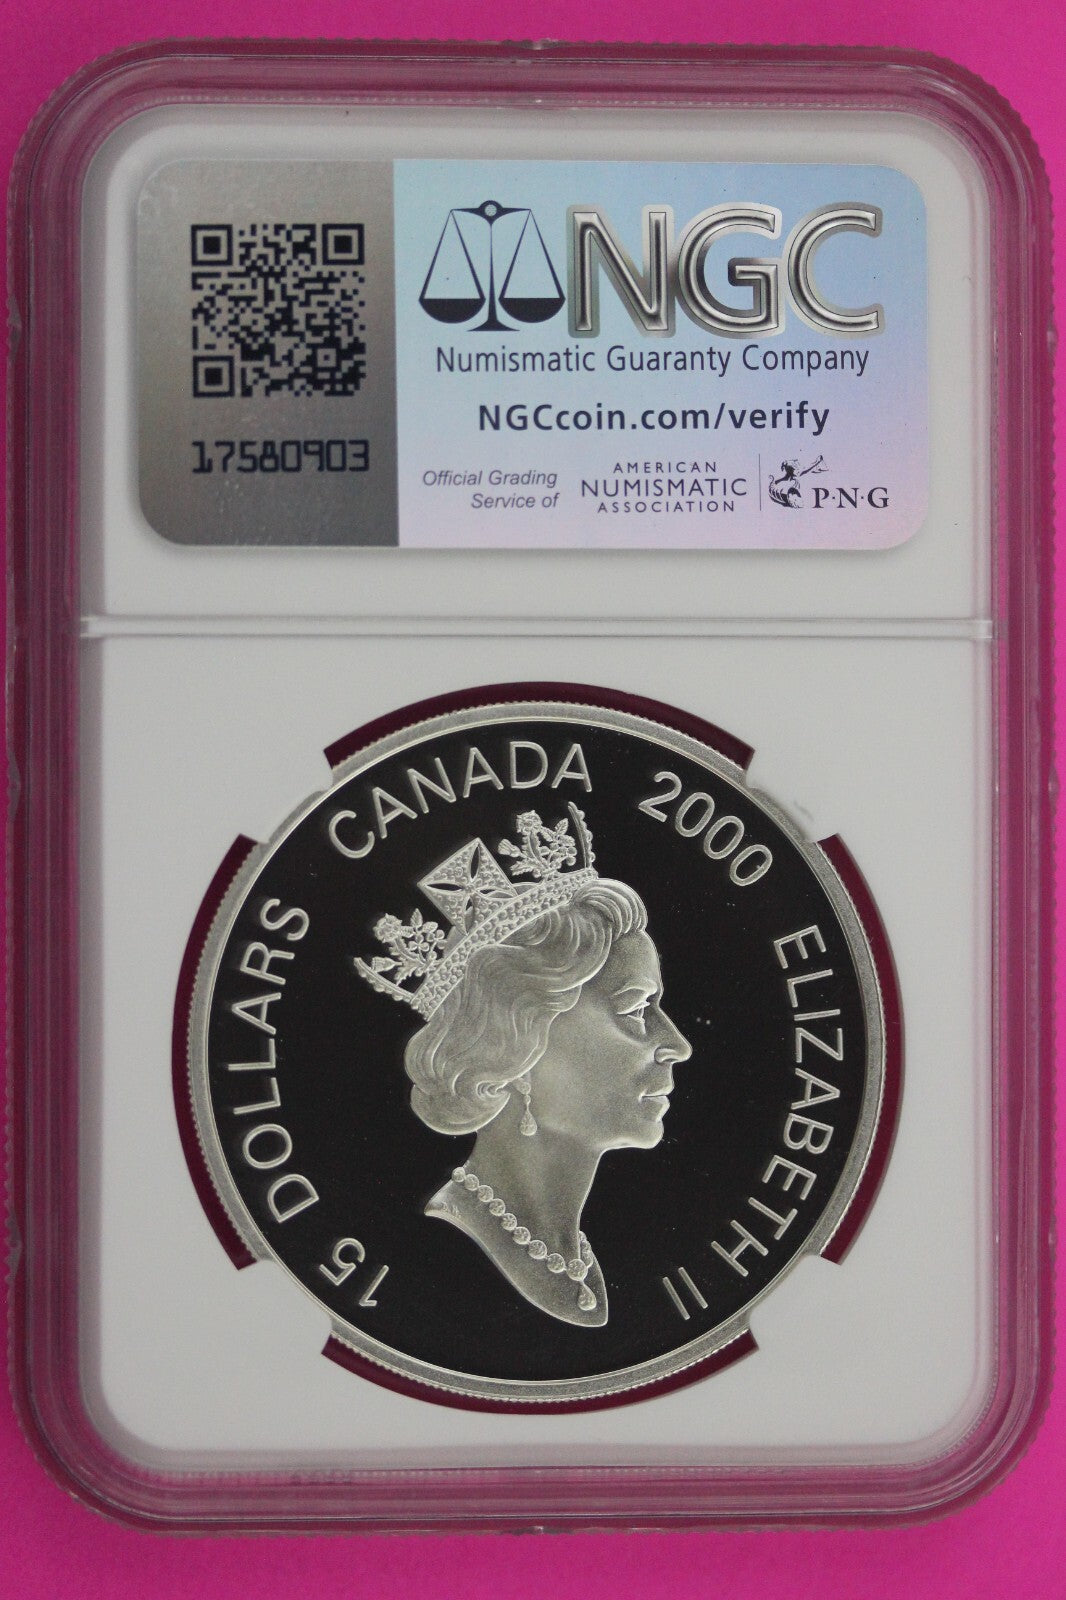 NGC
Numismatic Guaranty Company
NGCcoin.com/verify
17580903
Official Grading
Service of
AMERICAN
NUMISMATIC
ASSOCIATION
P·N·G
15 DOLLARS CANADA 2000 ELIZABETH II